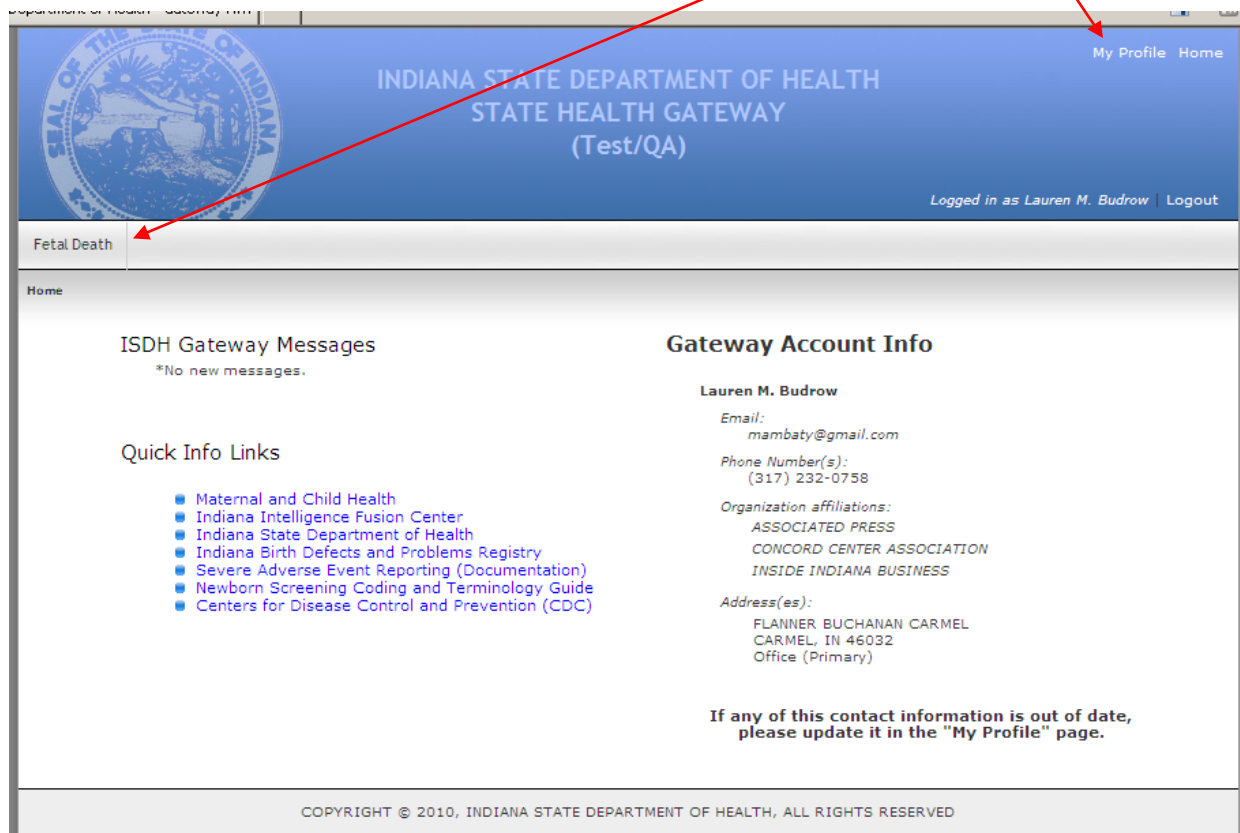 My Profile Home
SEAL OF THE STATE OF INDIANA
INDIANA STATE DEPARTMENT OF HEALTH
STATE HEALTH GATEWAY
(Test/QA)
Logged in as Lauren M. Budrow | Logout
Fetal Death
Home
ISDH Gateway Messages
*No new messages.
Quick Info Links
Maternal and Child Health
Indiana Intelligence Fusion Center
Indiana State Department of Health
Indiana Birth Defects and Problems Registry
Severe Adverse Event Reporting (Documentation)
Newborn Screening Coding and Terminology Guide
Centers for Disease Control and Prevention (CDC)
Gateway Account Info
Lauren M. Budrow
Email:
mambaty@gmail.com
Phone Number(s):
(317) 232-0758
Organization affiliations:
ASSOCIATED PRESS
CONCORD CENTER ASSOCIATION
INSIDE INDIANA BUSINESS
Address(es):
FLANNER BUCHANAN CARMEL
CARMEL, IN 46032
Office (Primary)
If any of this contact information is out of date,
please update it in the "My Profile" page.
COPYRIGHT © 2010, INDIANA STATE DEPARTMENT OF HEALTH, ALL RIGHTS RESERVED